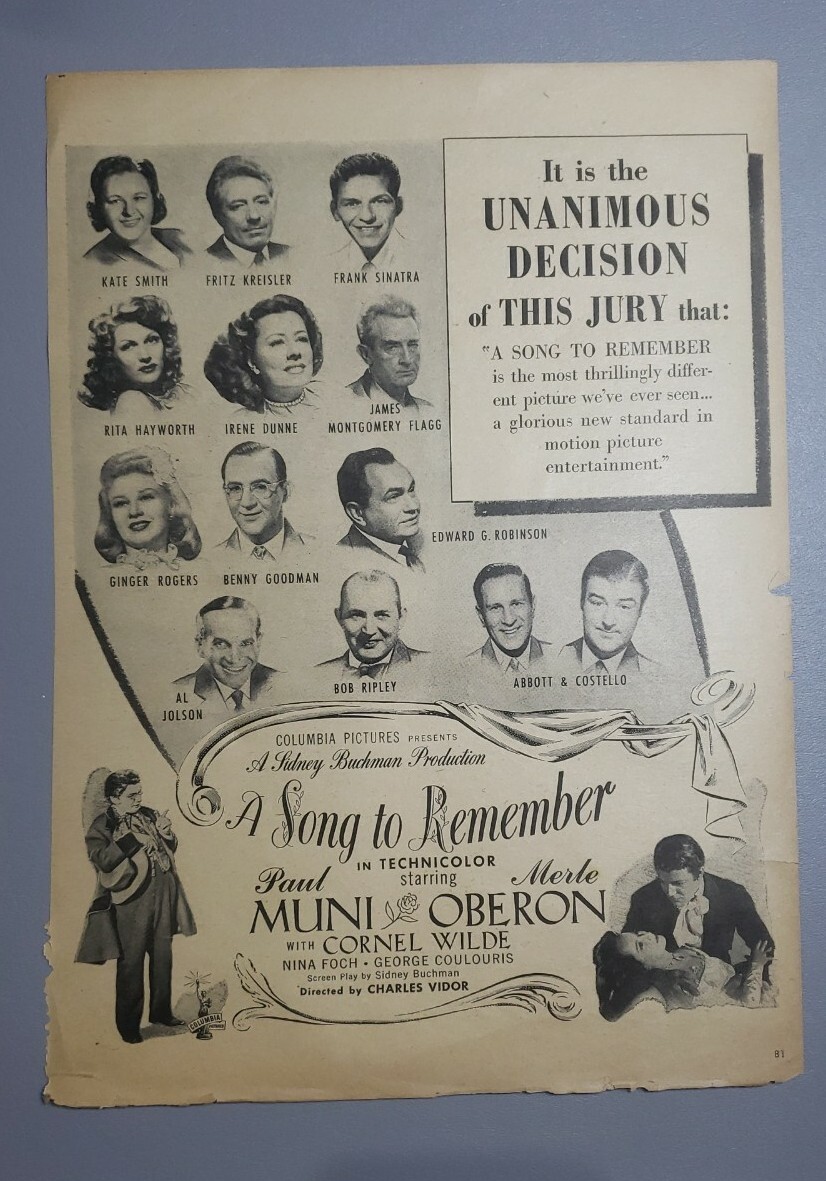 KATE SMITH
FRITZ KREISLER
FRANK SINATRA
RITA HAYWORTH
IRENE DUNNE
JAMES
MONTGOMERY FLAGG
GINGER ROGERS
BENNY GOODMAN
EDWARD G. ROBINSON
AL
JOLSON
BOB RIPLEY
ABBOTT & COSTELLO
It is the
UNANIMOUS
DECISION
of THIS JURY that:
"A SONG TO REMEMBER
is the most thrillingly differ-
ent picture we've ever seen...
a glorious new standard in
motion picture
entertainment."
COLUMBIA PICTURES PRESENTS
A Sidney Buchman Production
A Song to Remember
IN TECHNICOLOR
starring
Paul Merle
MUNI OBERON
WITH CORNEL WILDE
NINA FOCH • GEORGE COULOURIS
Screen Play by Sidney Buchman
Directed by CHARLES VIDOR
COLUMBIA
81